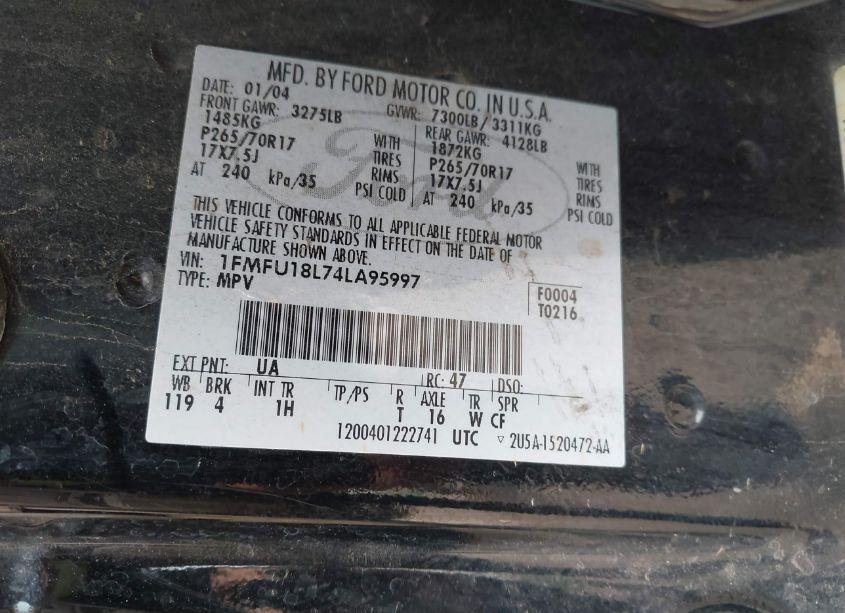 MFD. BY FORD MOTOR CO. IN U.S.A.
DATE: 01/04 GVWR: 7300LB/3311KG
FRONT GAWR: 3275LB REAR GAWR: 4128LB
1485KG WITH 1872KG WITH
P265/70R17 TIRES P265/70R17 TIRES
17X7.5J RIMS 17X7.5J RIMS
AT 240 kPa/35 PSI COLD AT 240 kPa/35 PSI COLD
Ford
THIS VEHICLE CONFORMS TO ALL APPLICABLE FEDERAL MOTOR
VEHICLE SAFETY STANDARDS IN EFFECT ON THE DATE OF
MANUFACTURE SHOWN ABOVE.
VIN: 1FMFU18L74LA95997
TYPE: MPV
F0004
T0216
EXT PNT: UA RC: 47 DSO:
WB BRK INT TR TP/PS R AXLE TR SPR
119 4 1H T 16 W CF
1200401222741 UTC ▽ 2U5A-1520472-AA